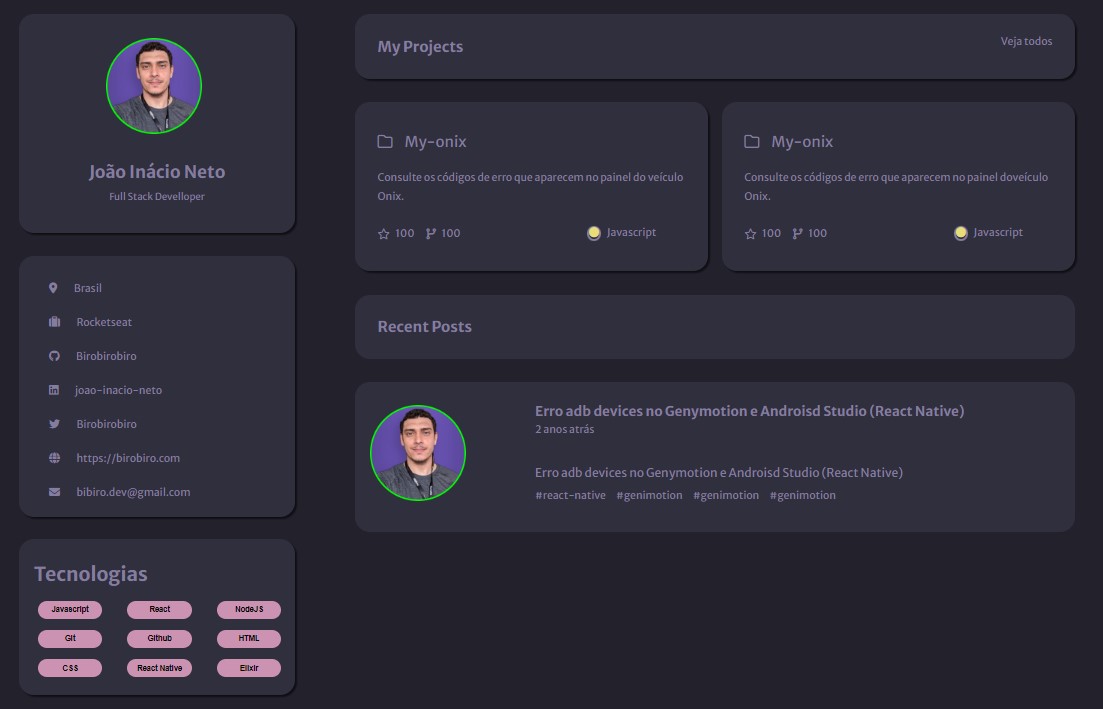 João Inácio Neto
Full Stack Develloper
Brasil
Rocketseat
Birobirobiro
joao-inacio-neto
Birobirobiro
https://birobiro.com
bibiro.dev@gmail.com
Tecnologias
Javascript React NodeJS
Git Github HTML
CSS React Native Elixir
My Projects Veja todos
My-onix
Consulte os códigos de erro que aparecem no painel do veículo
Onix.
100 100 Javascript
My-onix
Consulte os códigos de erro que aparecem no painel doveículo
Onix.
100 100 Javascript
Recent Posts
Erro adb devices no Genymotion e Androisd Studio (React Native)
2 anos atrás
Erro adb devices no Genymotion e Androisd Studio (React Native)
#react-native #genimotion #genimotion #genimotion